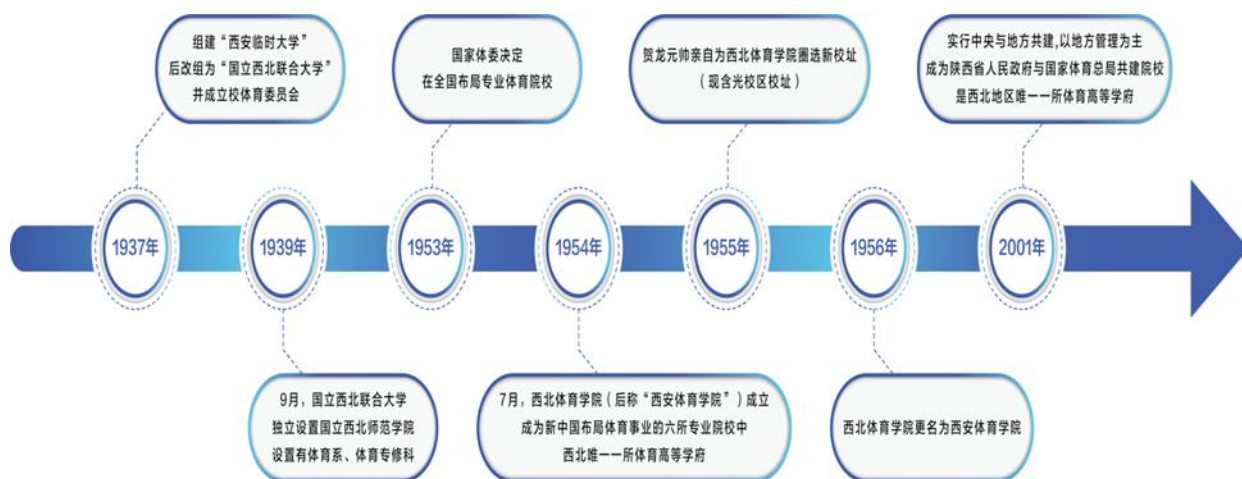 组建“西安临时大学”
后改组为“国立西北联合大学”
并成立校体育委员会
国家体委决定
在全国布局专业体育院校
贺龙元帅亲自为西北体育学院圈选新校址
（现含光校区校址）
实行中央与地方共建,以地方管理为主
成为陕西省人民政府与国家体育总局共建院校
是西北地区唯一一所体育高等学府
1937年
1939年
1953年
1954年
1955年
1956年
2001年
9月，国立西北联合大学
独立设置国立西北师范学院
设置有体育系、体育专修科
7月，西北体育学院（后称“西安体育学院”）成立
成为新中国布局体育事业的六所专业院校中
西北唯一一所体育高等学府
西北体育学院更名为西安体育学院